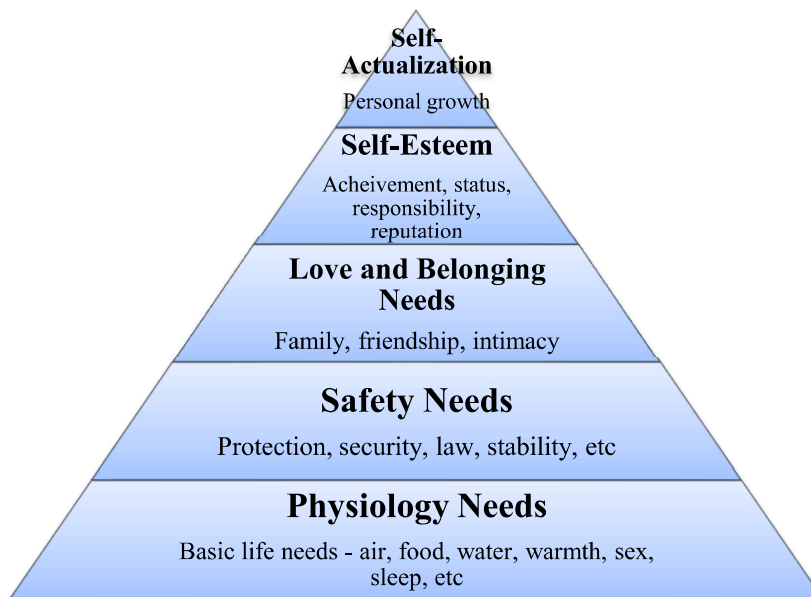 Self-
Actualization
Personal growth
Self-Esteem
Acheivement, status,
responsibility,
reputation
Love and Belonging
Needs
Family, friendship, intimacy
Safety Needs
Protection, security, law, stability, etc
Physiology Needs
Basic life needs - air, food, water, warmth, sex,
sleep, etc